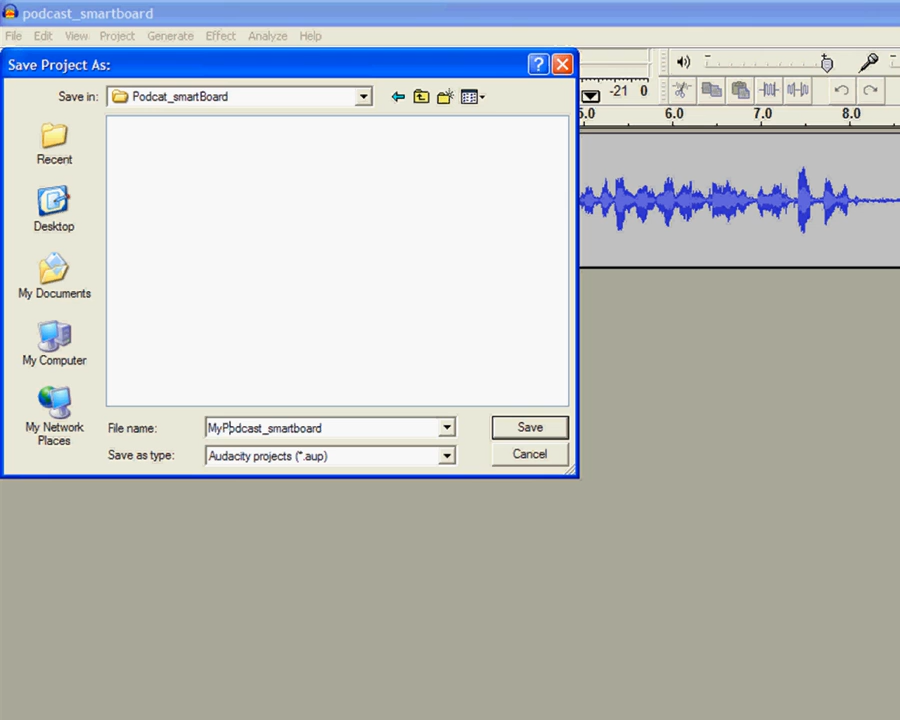 podcast_smartboard
File Edit View Project Generate Effect Analyze Help
Save Project As:
Save in: Podcat_smartBoard
-21 0
5.0 6.0 7.0 8.0
Recent
Desktop
My Documents
My Computer
My Network
Places
File name: MyPodcast_smartboard Save
Save as type: Audacity projects (*.aup) Cancel